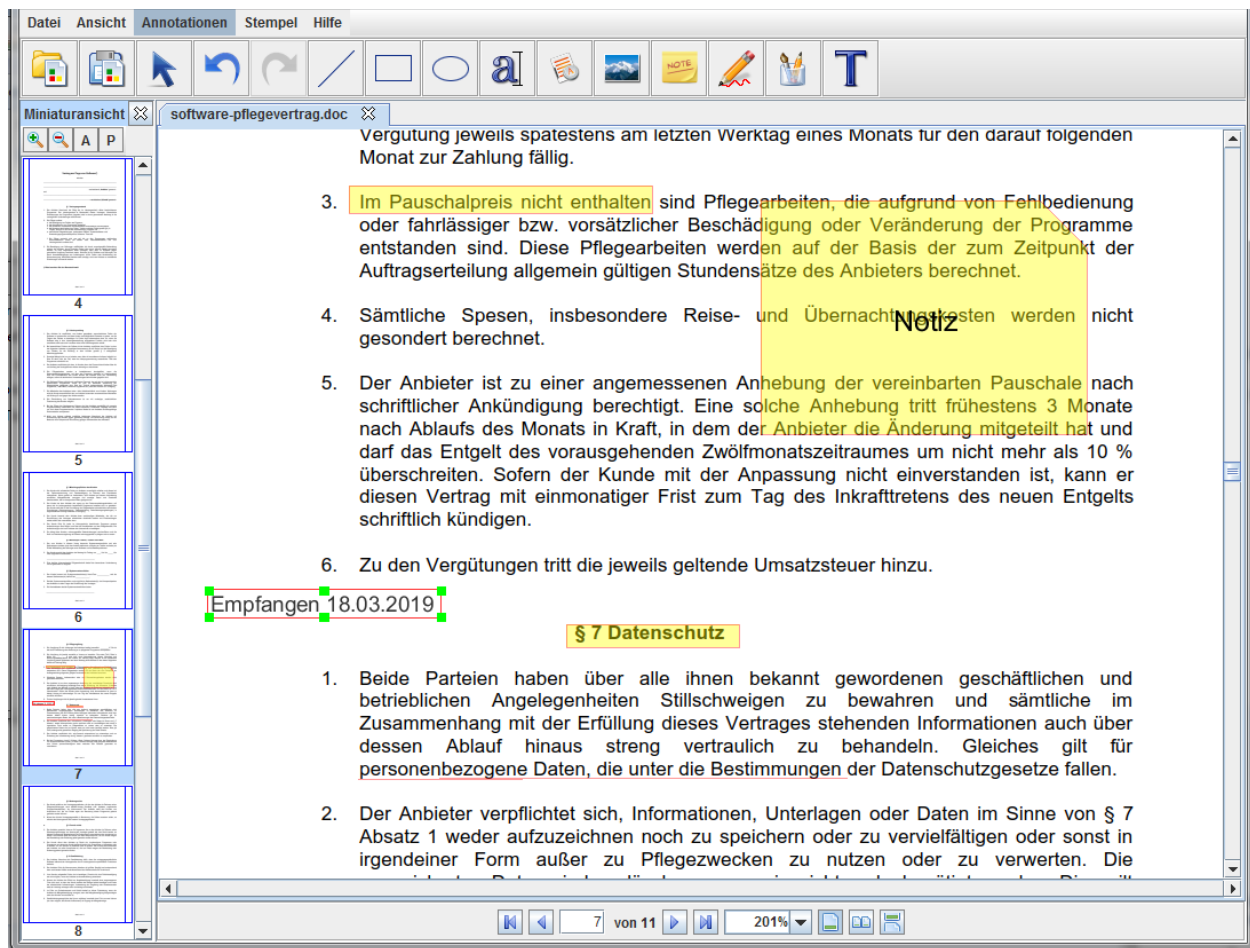 Datei Ansicht Annotationen Stempel Hilfe
NOTE
Miniaturansicht
software-pflegevertrag.doc
A P
4
5
6
7
8
Vergütung jeweils spätestens am letzten Werktag eines Monats für den darauf folgenden
Monat zur Zahlung fällig.
3. Im Pauschalpreis nicht enthalten sind Pflegearbeiten, die aufgrund von Fehlbedienung
oder fahrlässiger bzw. vorsätzlicher Beschädigung oder Veränderung der Programme
entstanden sind. Diese Pflegearbeiten werden auf der Basis der zum Zeitpunkt der
Auftragserteilung allgemein gültigen Stundensätze des Anbieters berechnet.
4. Sämtliche Spesen, insbesondere Reise- und Übernachtungskosten werden nicht
Notiz
gesondert berechnet.
5. Der Anbieter ist zu einer angemessenen Anhebung der vereinbarten Pauschale nach
schriftlicher Ankündigung berechtigt. Eine solche Anhebung tritt frühestens 3 Monate
nach Ablaufs des Monats in Kraft, in dem der Anbieter die Änderung mitgeteilt hat und
darf das Entgelt des vorausgehenden Zwölfmonatszeitraumes um nicht mehr als 10 %
überschreiten. Sofern der Kunde mit der Anpassung nicht einverstanden ist, kann er
diesen Vertrag mit einmonatiger Frist zum Tag des Inkrafttretens des neuen Entgelts
schriftlich kündigen.
6. Zu den Vergütungen tritt die jeweils geltende Umsatzsteuer hinzu.
Empfangen 18.03.2019
§ 7 Datenschutz
1. Beide Parteien haben über alle ihnen bekannt gewordenen geschäftlichen und
betrieblichen Angelegenheiten Stillschweigen zu bewahren und sämtliche im
Zusammenhang mit der Erfüllung dieses Vertrages stehenden Informationen auch über
dessen Ablauf hinaus streng vertraulich zu behandeln. Gleiches gilt für
personenbezogene Daten, die unter die Bestimmungen der Datenschutzgesetze fallen.
2. Der Anbieter verpflichtet sich, Informationen, Unterlagen oder Daten im Sinne von § 7
Absatz 1 weder aufzuzeichnen noch zu speichern oder zu vervielfältigen oder sonst in
irgendeiner Form außer zu Pflegezwecken zu nutzen oder zu verwerten. Die
7 von 11 201%